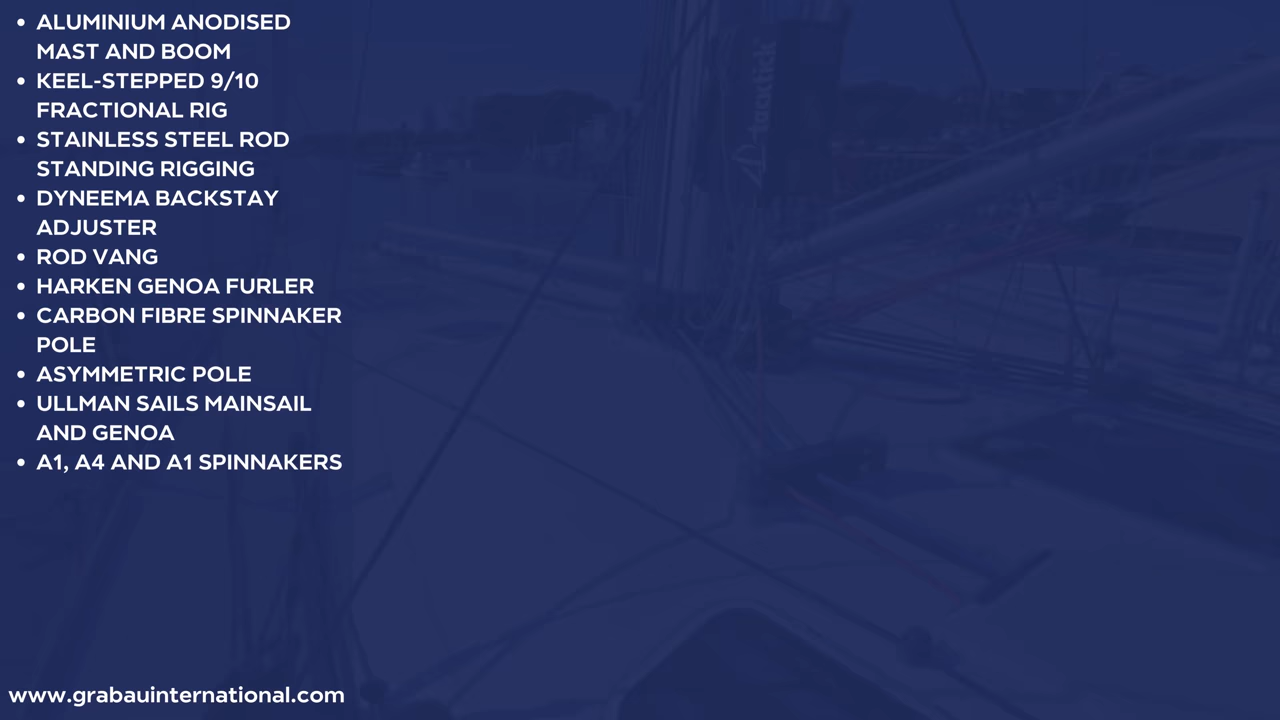 • ALUMINIUM ANODISED
MAST AND BOOM
• KEEL-STEPPED 9/10
FRACTIONAL RIG
• STAINLESS STEEL ROD
STANDING RIGGING
• DYNEEMA BACKSTAY
ADJUSTER
• ROD VANG
• HARKEN GENOA FURLER
• CARBON FIBRE SPINNAKER
POLE
• ASYMMETRIC POLE
• ULLMAN SAILS MAINSAIL
AND GENOA
• A1, A4 AND A1 SPINNAKERS
tacktick
www.grabauinternational.com